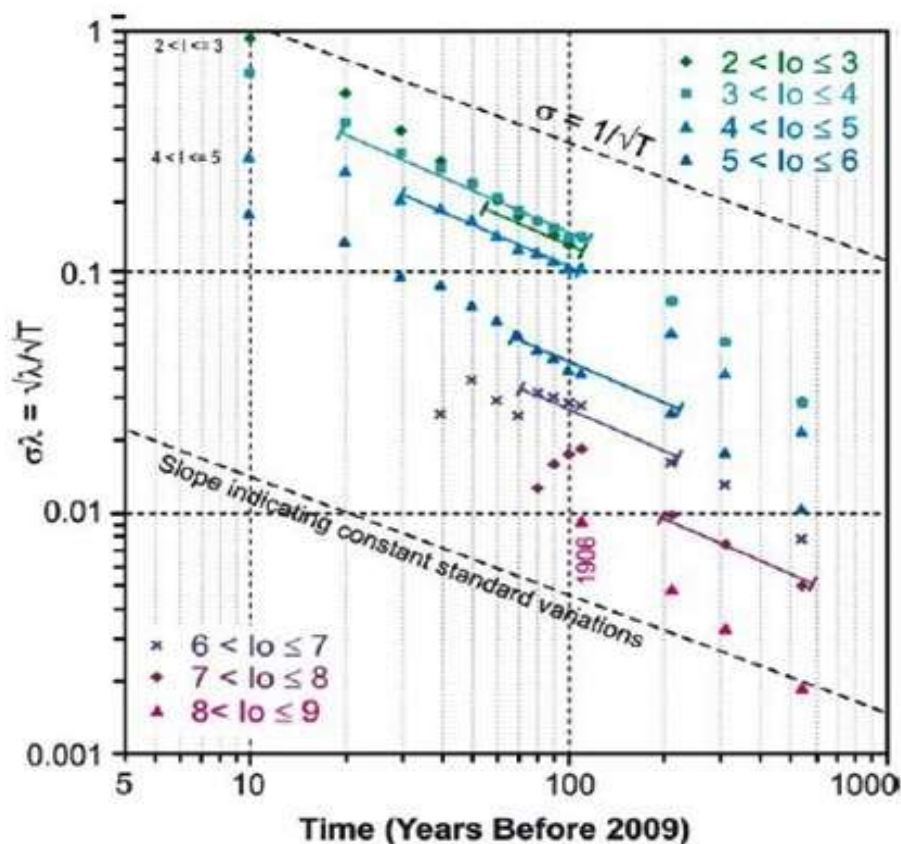 1
2 < I <= 3
2 < Io ≤ 3
3 < Io ≤ 4
4 < Io ≤ 5
5 < Io ≤ 6
σ = 1/√T
4 < I <= 5
0.1
σλ = √λ/√T
0.01
Slope indicating constant standard variations
1906
6 < Io ≤ 7
7 < Io ≤ 8
8< Io ≤ 9
0.001
5 10 100 1000
Time (Years Before 2009)